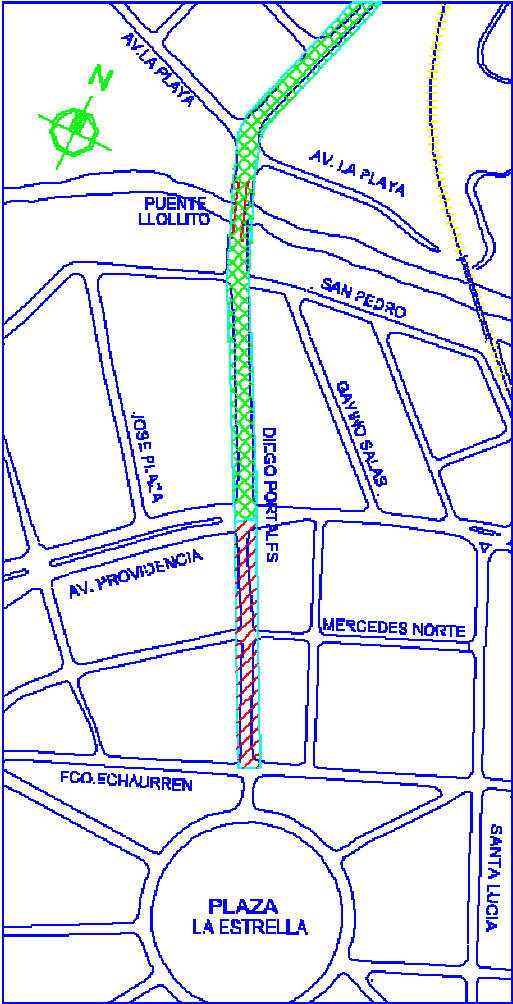 AV. LA PLAYA
N
AV. LA PLAYA
PUENTE
LLOLLITO
SAN PEDRO
GAVINO SALAS
JOSE PLAZA
DIEGO PORTALES
AV. PROVIDENCIA
MERCEDES NORTE
FCO. ECHAURREN
SANTA LUCIA
PLAZA
LA ESTRELLA